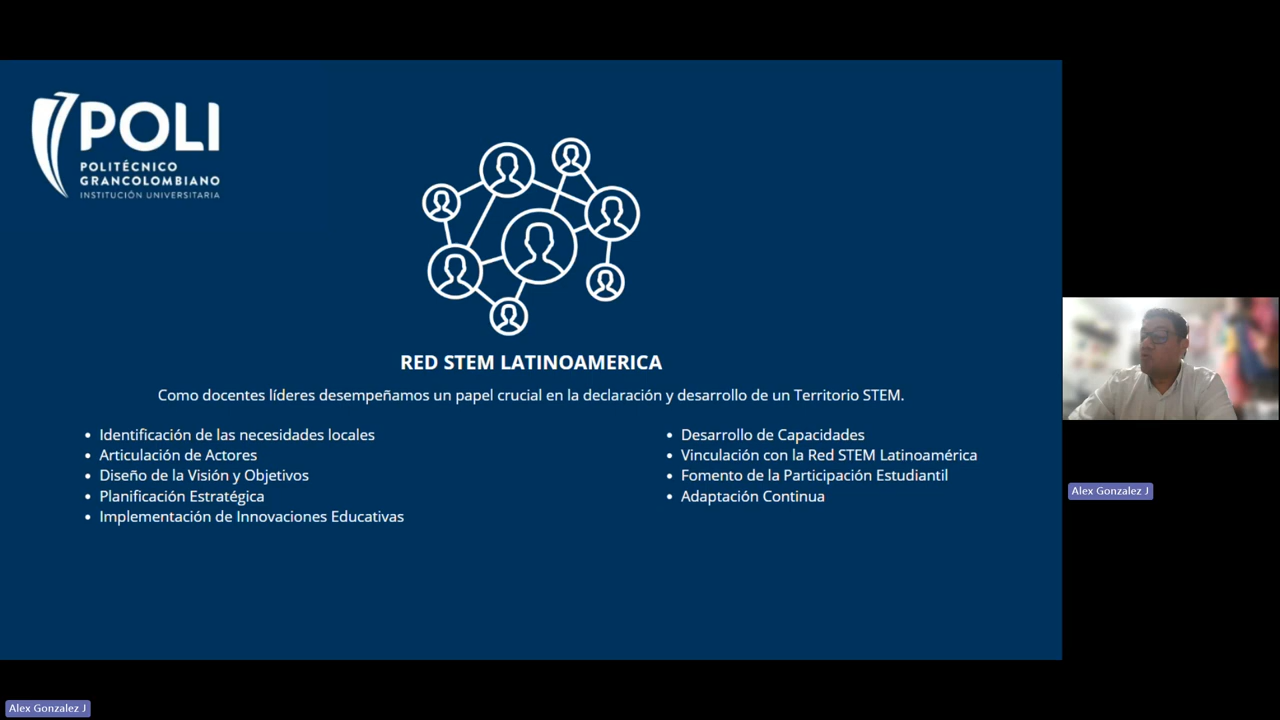 POLI
POLITÉCNICO
GRANCOLOMBIANO
INSTITUCIÓN UNIVERSITARIA
RED STEM LATINOAMERICA
Como docentes líderes desempeñamos un papel crucial en la declaración y desarrollo de un Territorio STEM.
Identificación de las necesidades locales
Articulación de Actores
Diseño de la Visión y Objetivos
Planificación Estratégica
Implementación de Innovaciones Educativas
Desarrollo de Capacidades
Vinculación con la Red STEM Latinoamérica
Fomento de la Participación Estudiantil
Adaptación Continua
Alex Gonzalez J
Alex Gonzalez J